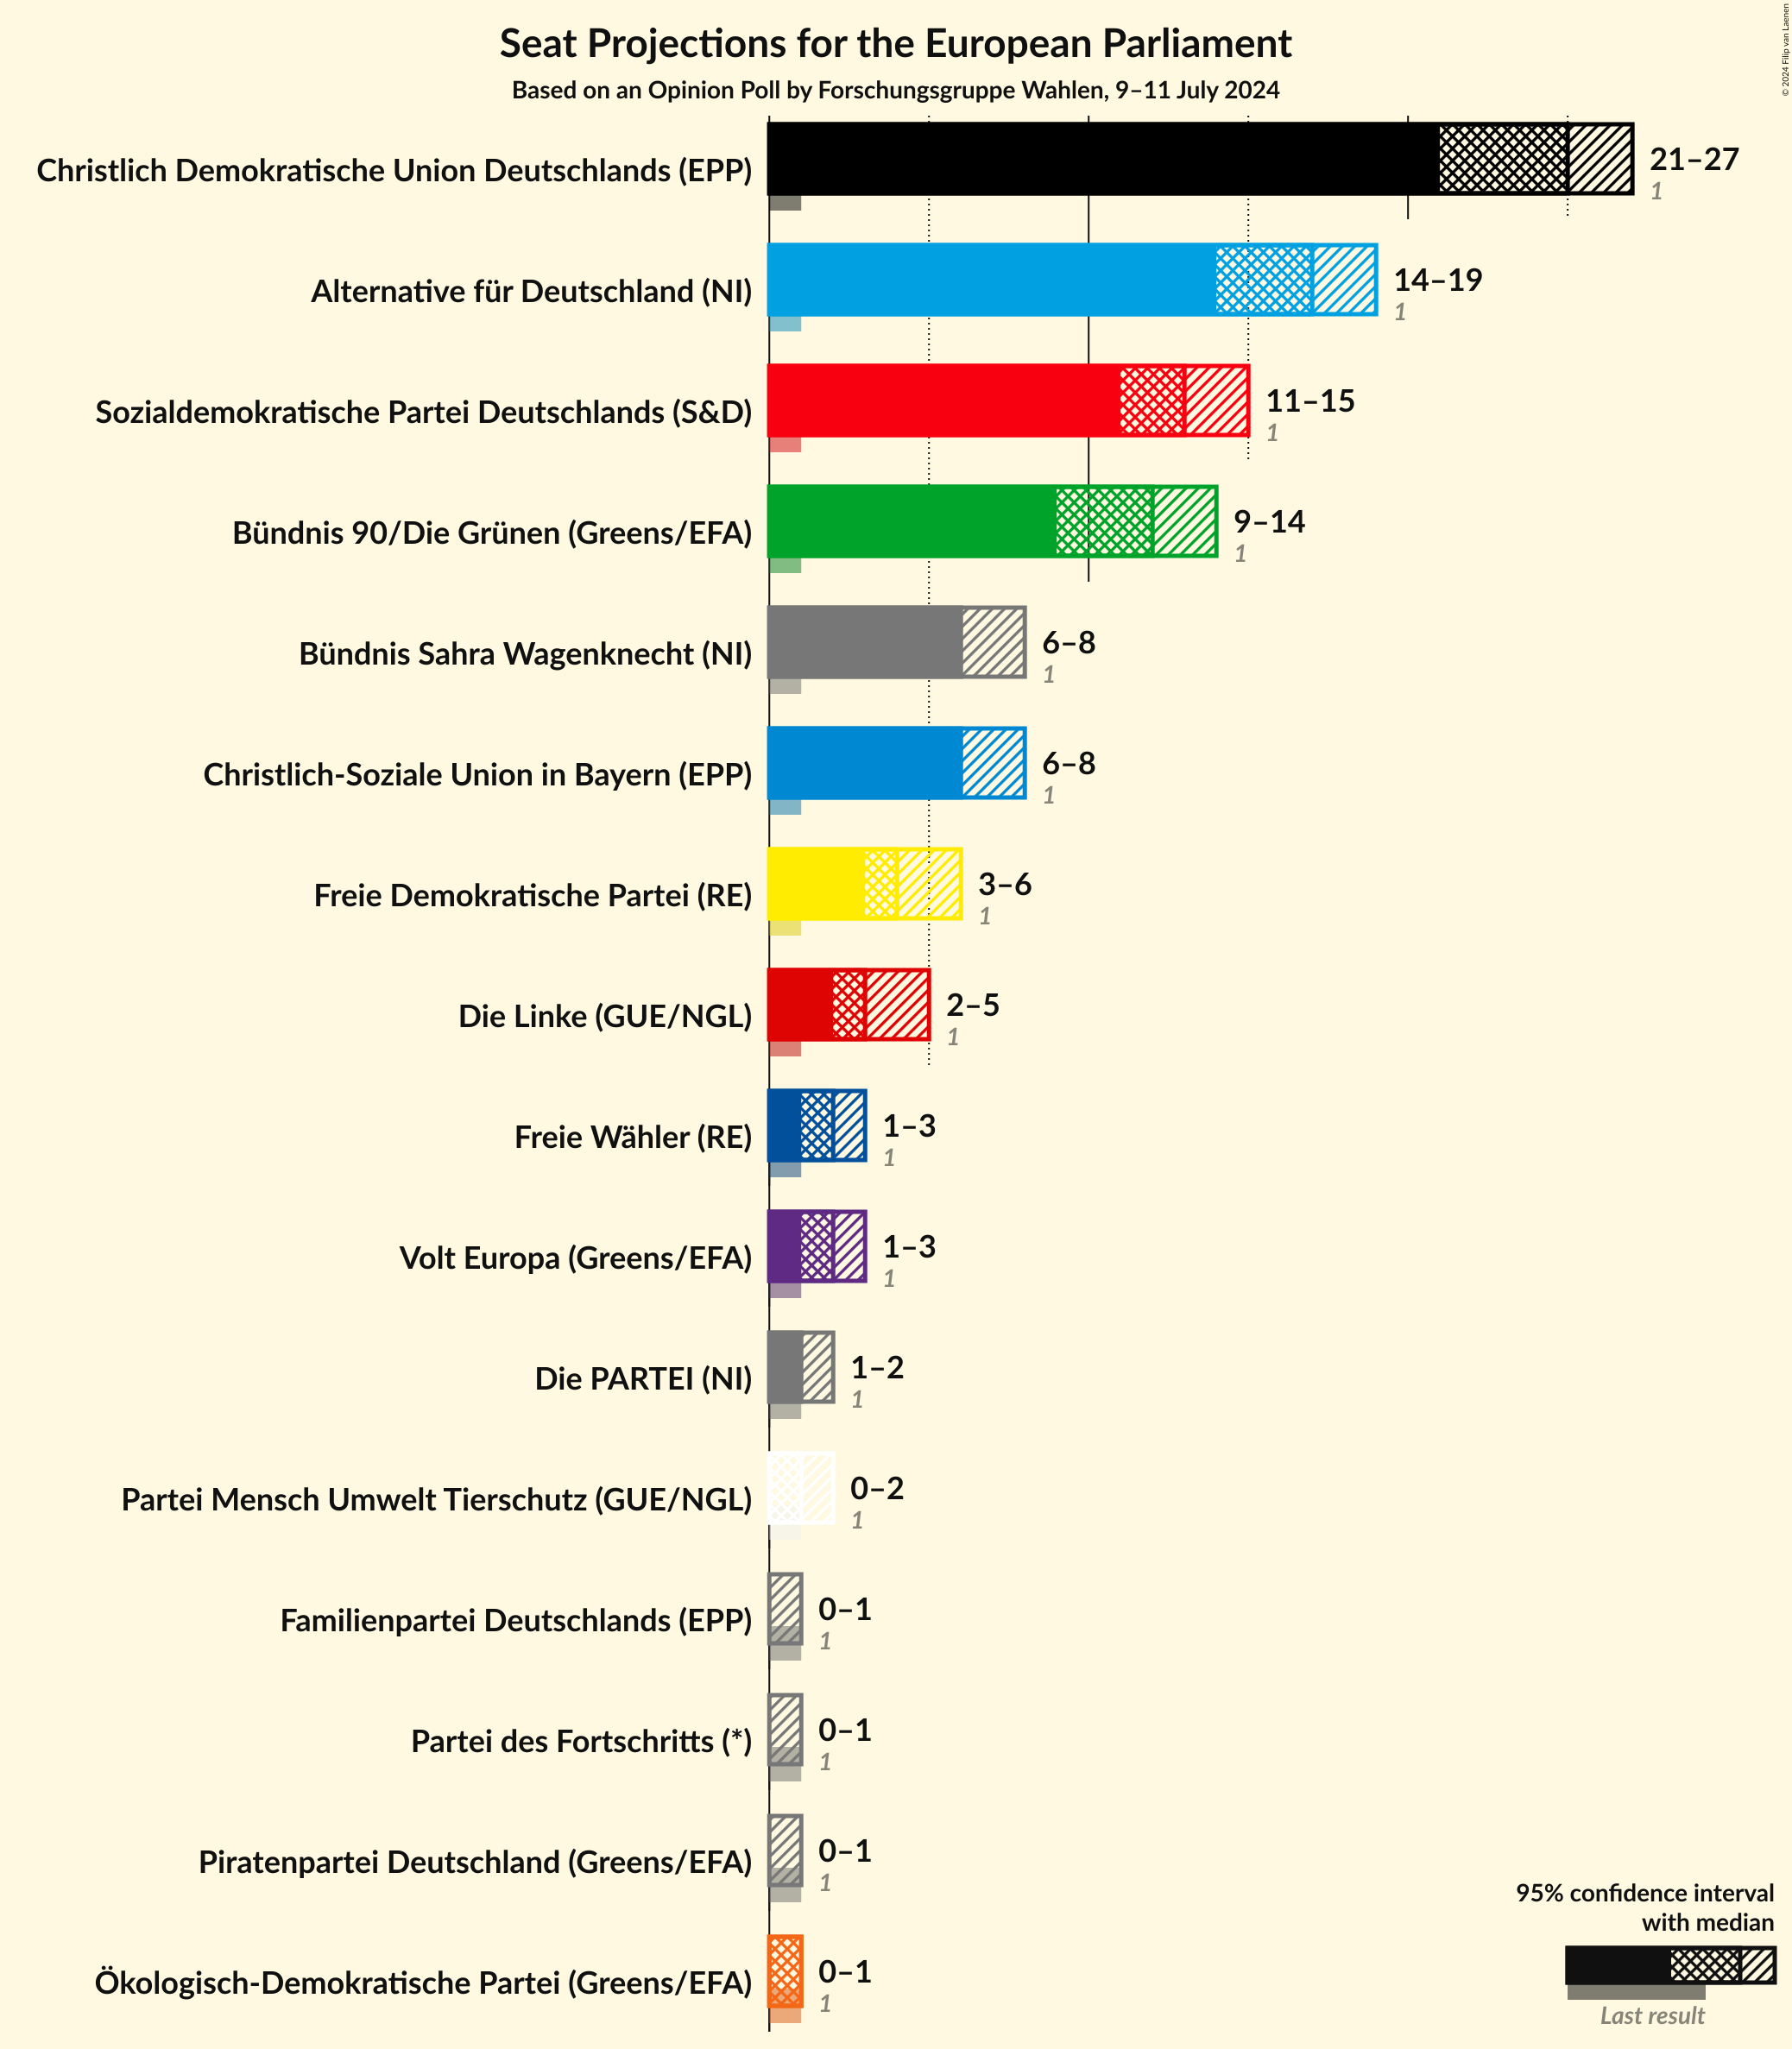 Seat Projections for the European Parliament
Based on an Opinion Poll by Forschungsgruppe Wahlen, 9–11 July 2024
© 2024 Filip van Laenen
Christlich Demokratische Union Deutschlands (EPP)
21–27
1
Alternative für Deutschland (NI)
14–19
1
Sozialdemokratische Partei Deutschlands (S&D)
11–15
1
Bündnis 90/Die Grünen (Greens/EFA)
9–14
1
Bündnis Sahra Wagenknecht (NI)
6–8
1
Christlich-Soziale Union in Bayern (EPP)
6–8
1
Freie Demokratische Partei (RE)
3–6
1
Die Linke (GUE/NGL)
2–5
1
Freie Wähler (RE)
1–3
1
Volt Europa (Greens/EFA)
1–3
1
Die PARTEI (NI)
1–2
1
Partei Mensch Umwelt Tierschutz (GUE/NGL)
0–2
1
Familienpartei Deutschlands (EPP)
0–1
1
Partei des Fortschritts (*)
0–1
1
Piratenpartei Deutschland (Greens/EFA)
0–1
1
Ökologisch-Demokratische Partei (Greens/EFA)
0–1
1
95% confidence interval
with median
Last result